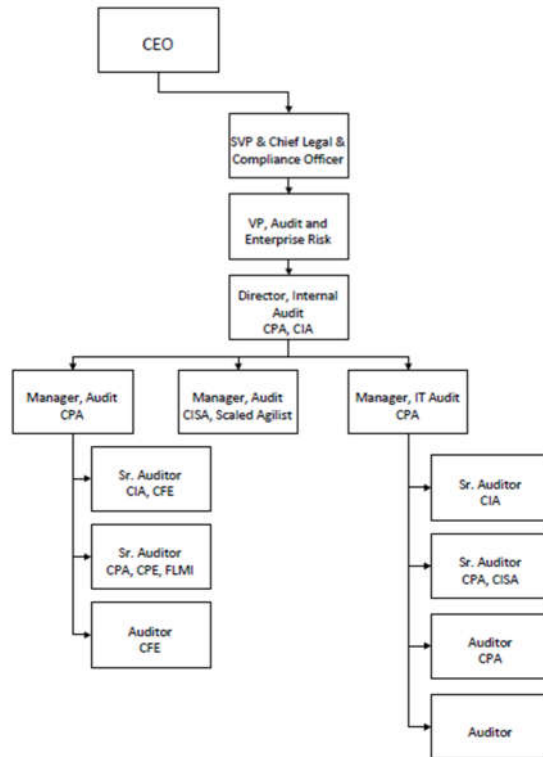 CEO
SVP & Chief Legal &
Compliance Officer
VP, Audit and
Enterprise Risk
Director, Internal
Audit
CPA, CIA
Manager, Audit
CPA
Manager, Audit
CISA, Scaled Agilist
Manager, IT Audit
CPA
Sr. Auditor
CIA, CFE
Sr. Auditor
CPA, CPE, FLMI
Auditor
CFE
Sr. Auditor
CIA
Sr. Auditor
CPA, CISA
Auditor
CPA
Auditor